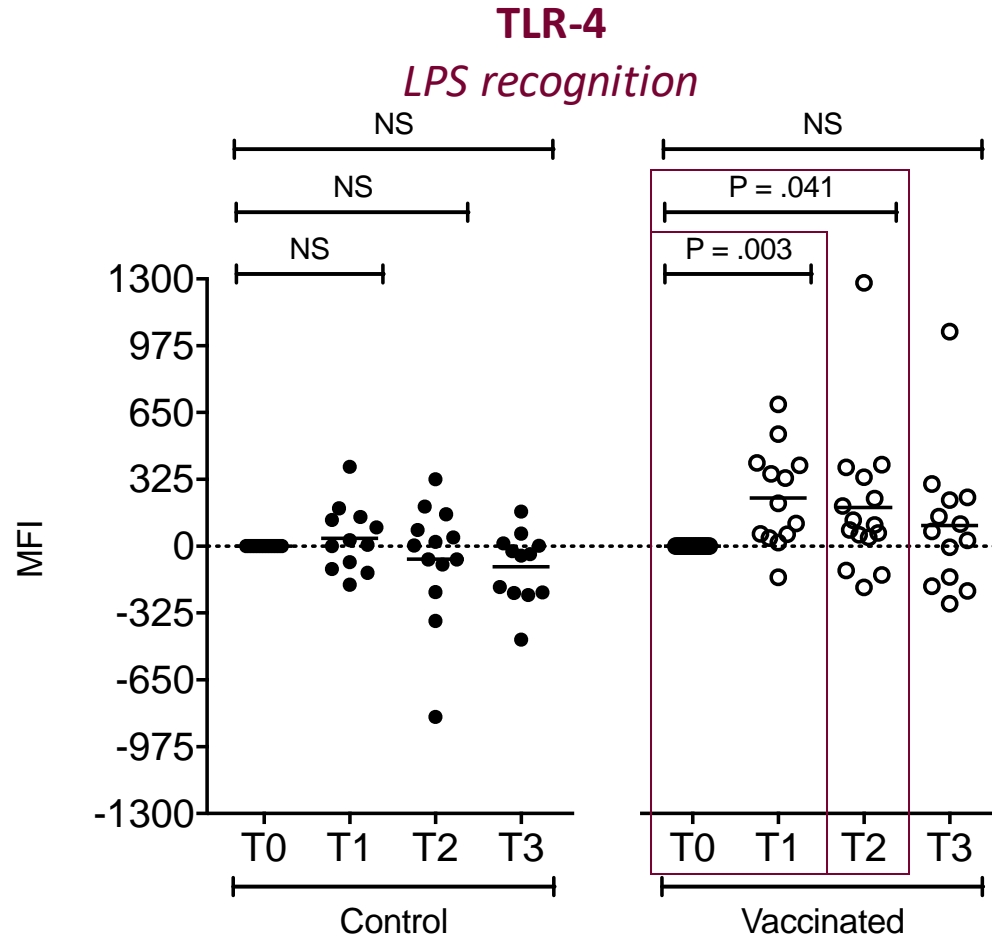 TLR-4
LPS recognition
NS NS
NS P = .041
NS P = .003
1300
975
650
325
0
-325
-650
-975
-1300
MFI
T0 T1 T2 T3 T0 T1 T2 T3
Control Vaccinated